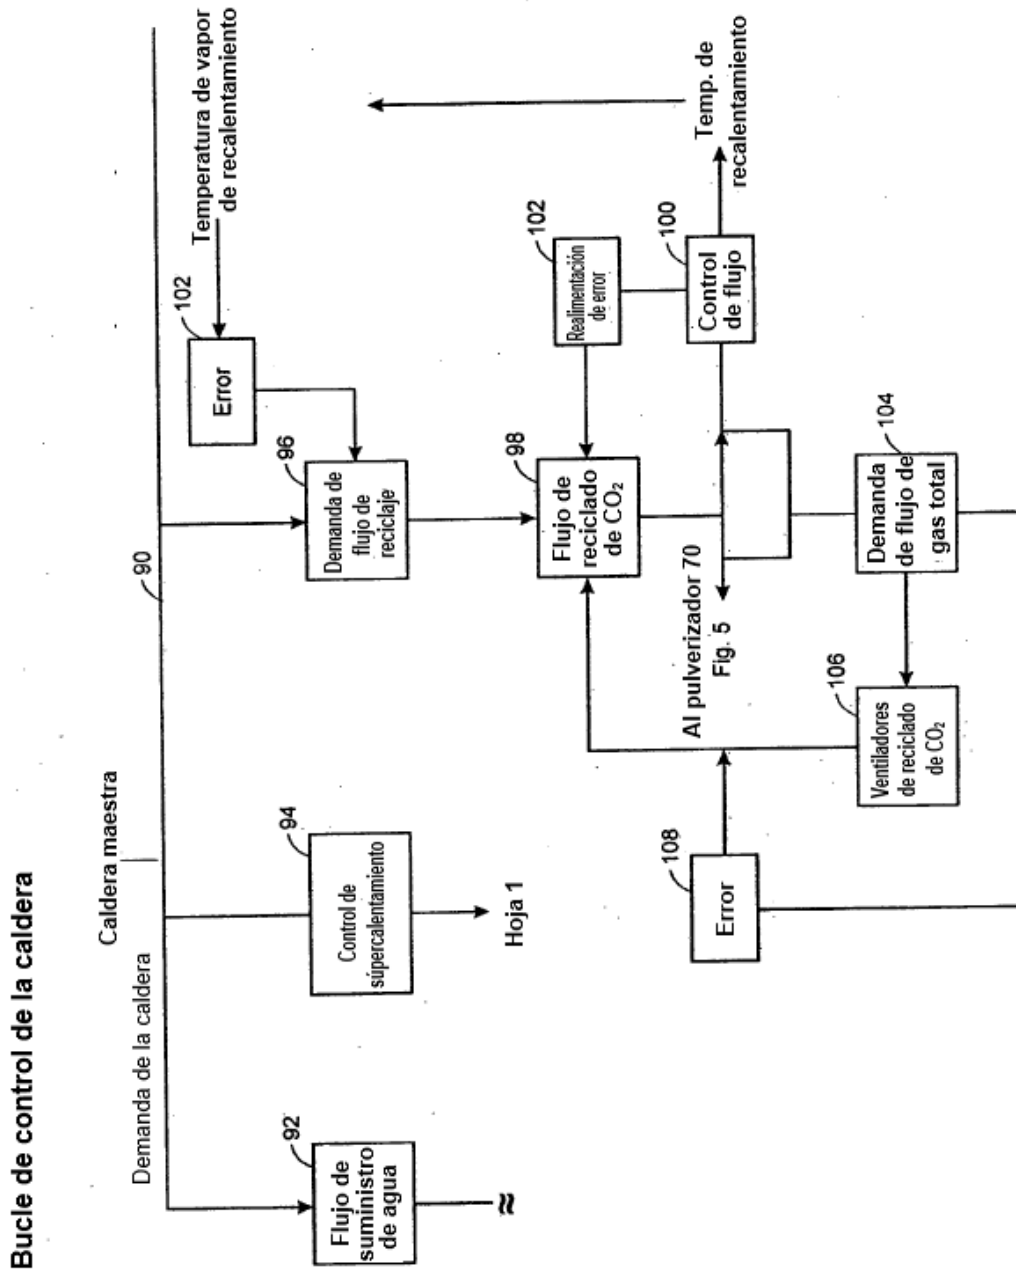 Bucle de control de la caldera
Caldera maestra
Demanda de la caldera
90
92
Flujo de
suministro
de agua
≈
94
Control de
súpercalentamiento
Hoja 1
96
Demanda de
flujo de
reciclaje
102
Error
Temperatura de vapor
de recalentamiento
98
Flujo de
reciclado
de CO₂
102
Realimentación
de error
100
Control
de flujo
Temp. de
recalentamiento
Al pulverizador 70
Fig. 5
108
Error
106
Ventiladores
de reciclado
de CO₂
104
Demanda
de flujo de
gas total